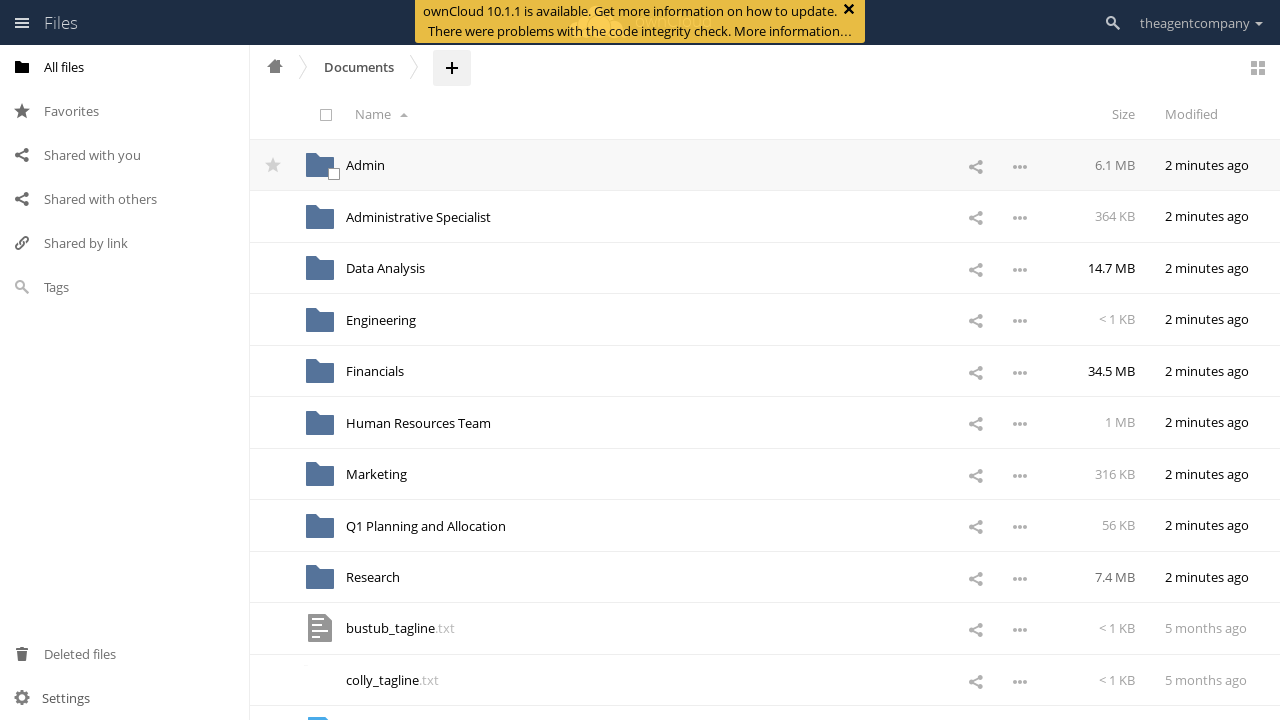 Files
ownCloud 10.1.1 is available. Get more information on how to update.
There were problems with the code integrity check. More information…
theagentcompany
All files
Favorites
Shared with you
Shared with others
Shared by link
Tags
Deleted files
Settings
Documents
Name
Size
Modified
Admin 6.1 MB 2 minutes ago
Administrative Specialist 364 KB 2 minutes ago
Data Analysis 14.7 MB 2 minutes ago
Engineering < 1 KB 2 minutes ago
Financials 34.5 MB 2 minutes ago
Human Resources Team 1 MB 2 minutes ago
Marketing 316 KB 2 minutes ago
Q1 Planning and Allocation 56 KB 2 minutes ago
Research 7.4 MB 2 minutes ago
bustub_tagline.txt < 1 KB 5 months ago
colly_tagline.txt < 1 KB 5 months ago